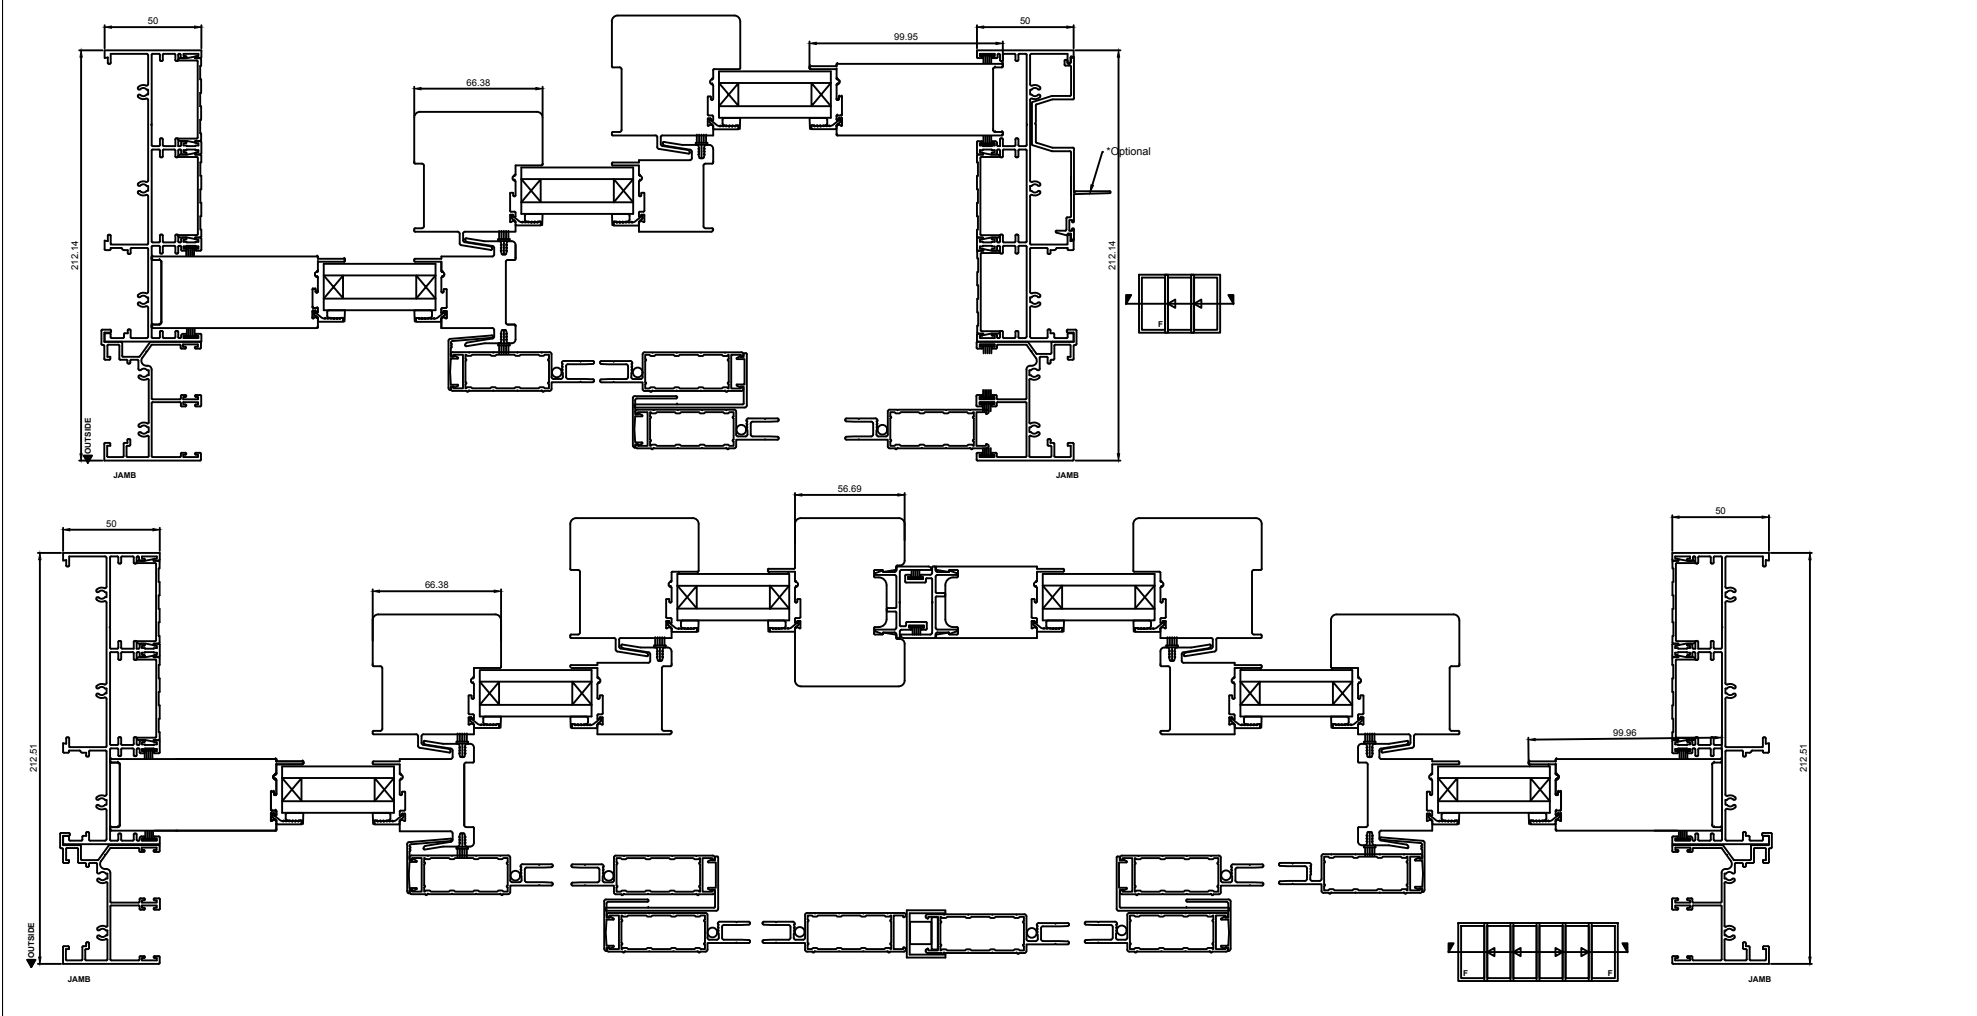 50
50
99.95
66.38
*Optional
212.14
212.14
F
OUTSIDE
JAMB
JAMB
56.69
50
50
66.38
99.96
212.51
212.51
OUTSIDE
F
F
JAMB
JAMB